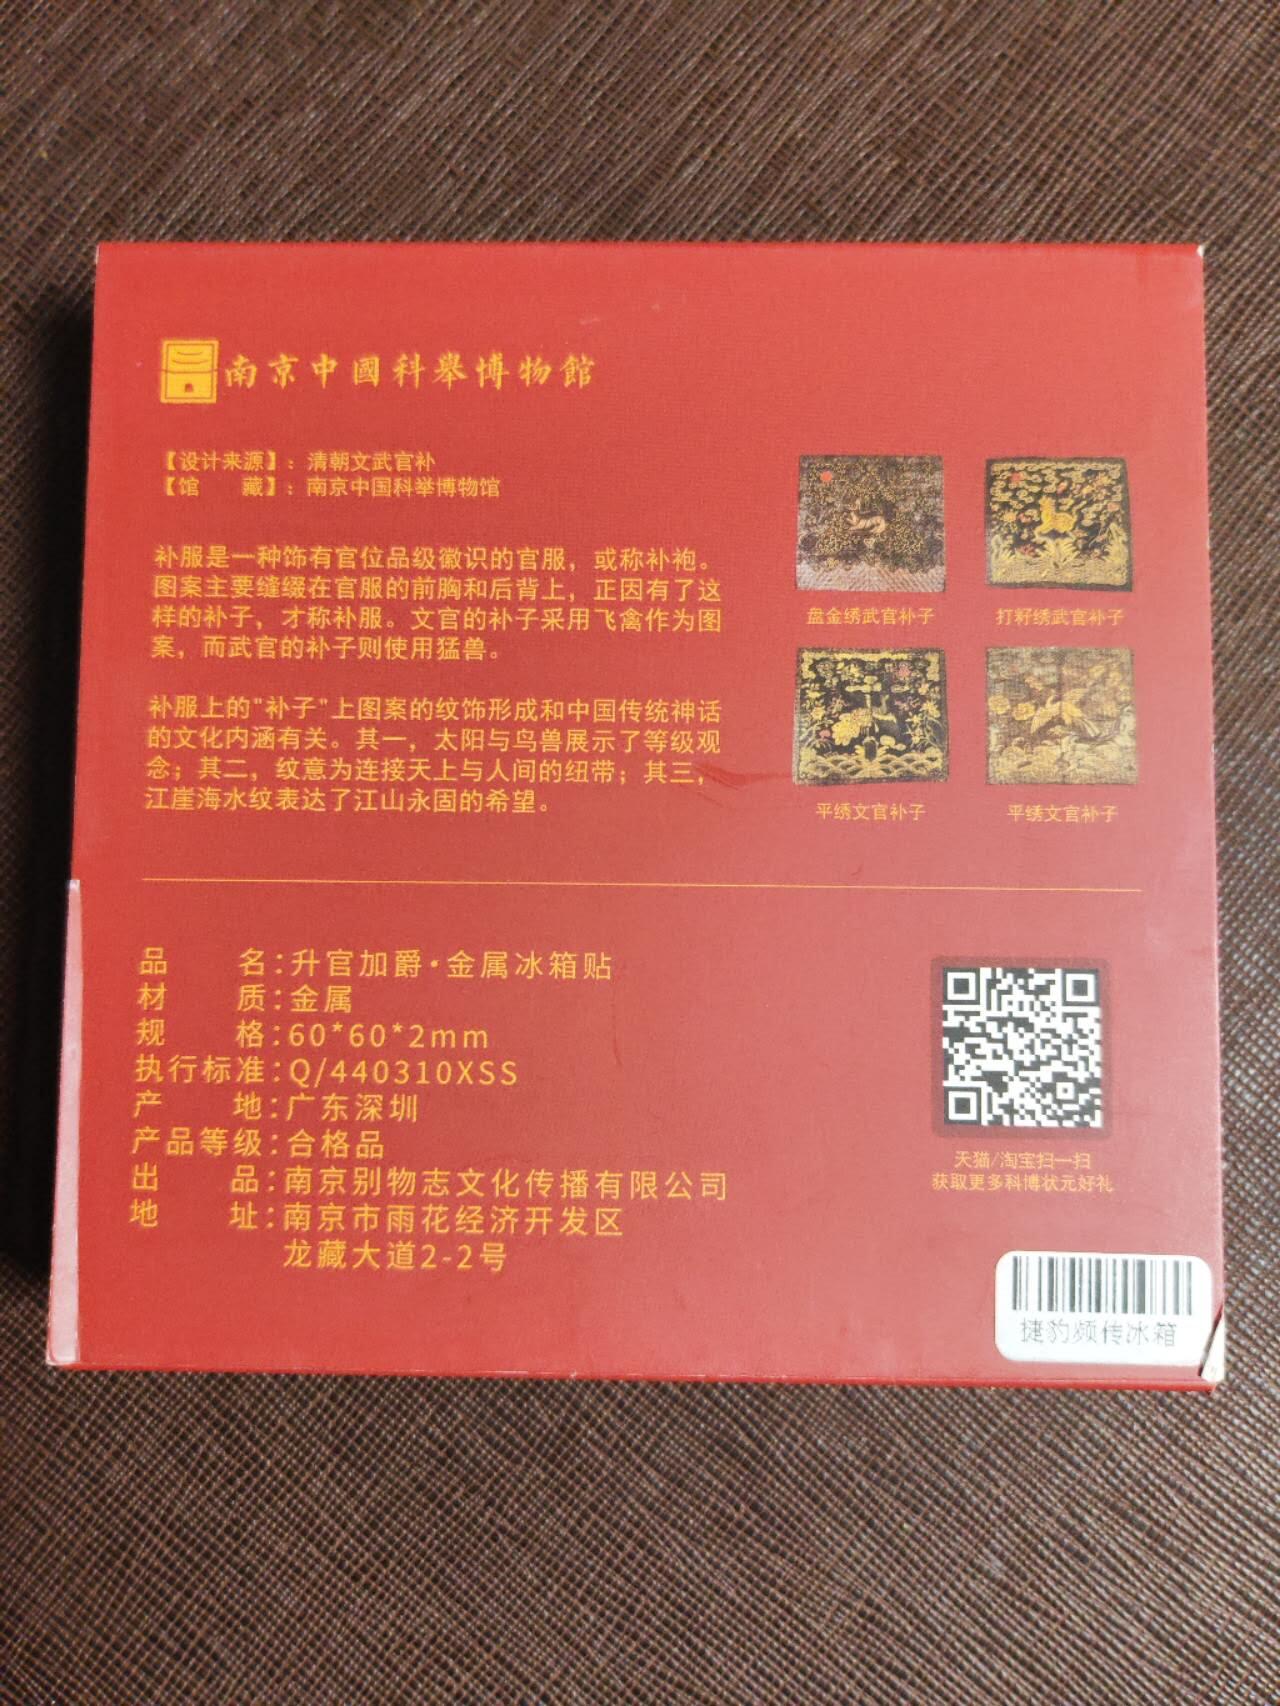 南京中國科舉博物館
【设计来源】：清朝文武官补
【馆　　藏】：南京中国科举博物馆
补服是一种饰有官位品级徽识的官服，或称补袍。
图案主要缝缀在官服的前胸和后背上，正因有了这
样的补子，才称补服。文官的补子采用飞禽作为图
案，而武官的补子则使用猛兽。
补服上的"补子"上图案的纹饰形成和中国传统神话
的文化内涵有关。其一，太阳与鸟兽展示了等级观
念；其二，纹意为连接天上与人间的纽带；其三，
江崖海水纹表达了江山永固的希望。
盘金绣武官补子
打籽绣武官补子
平绣文官补子
平绣文官补子
品　　名：升官加爵·金属冰箱贴
材　　质：金属
规　　格：60*60*2mm
执行标准：Q/440310XSS
产　　地：广东深圳
产品等级：合格品
出　　品：南京别物志文化传播有限公司
地　　址：南京市雨花经济开发区
龙藏大道2-2号
天猫/淘宝扫一扫
获取更多科博状元好礼
捷豹频传冰箱